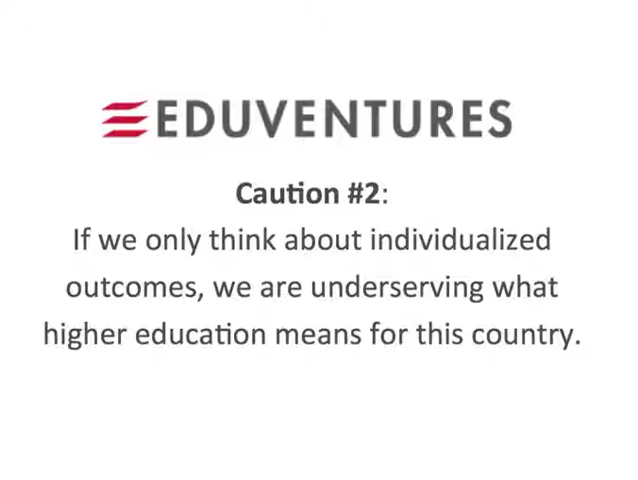 EDUVENTURES
Caution #2:
If we only think about individualized
outcomes, we are underserving what
higher education means for this country.